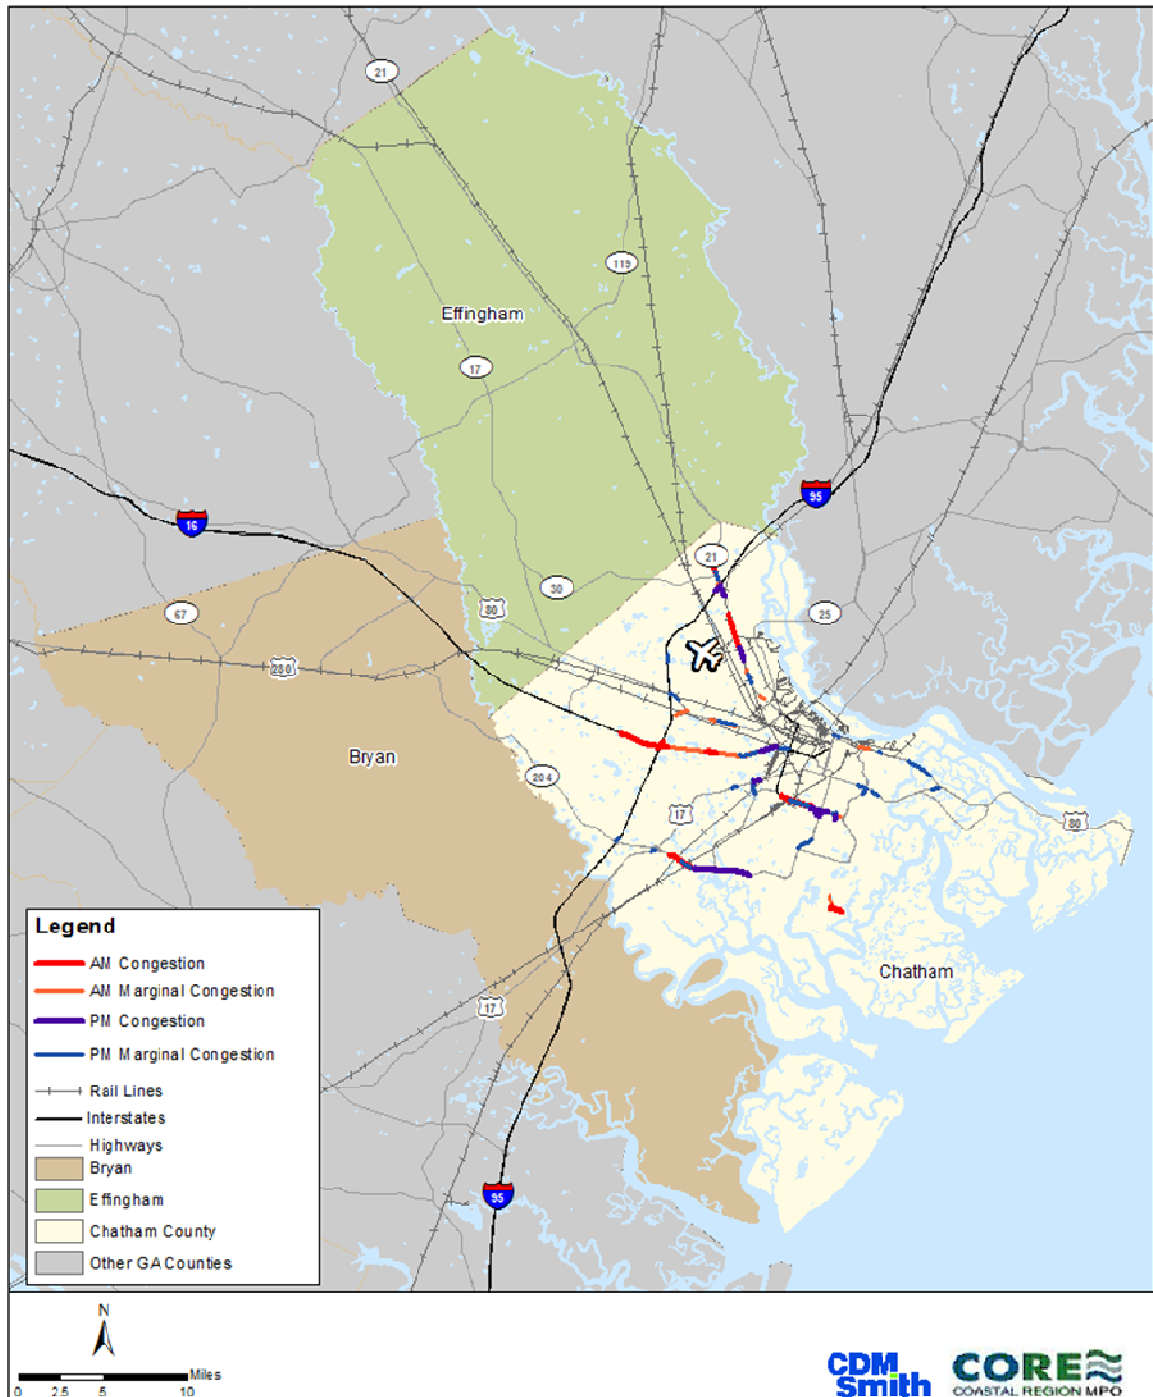 21
119
Effingham
17
95
16
21
30
80
67
25
280
Bryan
204
17
80
Chatham
17
95
Legend
AM Congestion
AM Marginal Congestion
PM Congestion
PM Marginal Congestion
Rail Lines
Interstates
Highways
Bryan
Effingham
Chatham County
Other GA Counties
N
Miles
0 2.5 5 10
CDM
Smith
CORE
COASTAL REGION MPO